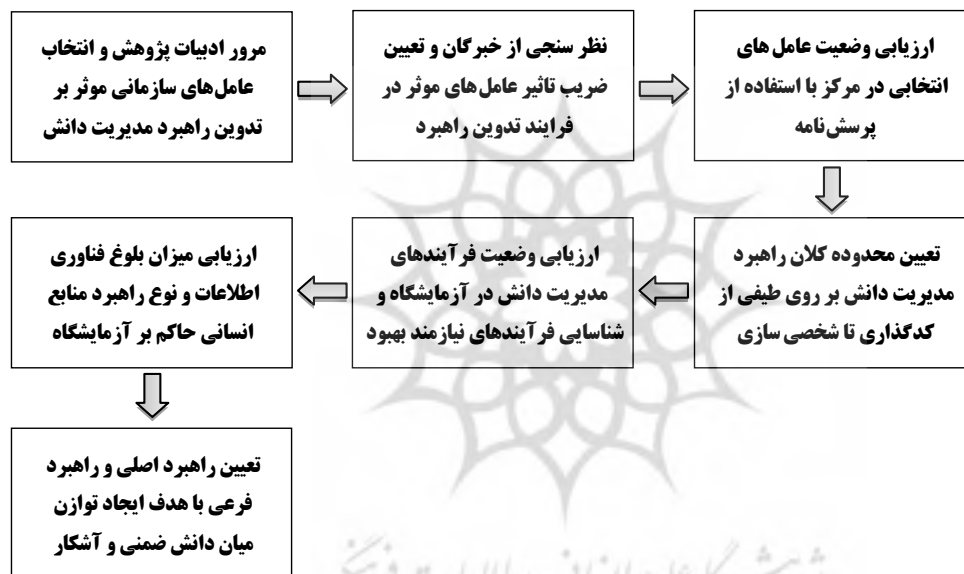 مرور ادبیات پژوهش و انتخاب
عامل‌های سازمانی موثر بر
تدوین راهبرد مدیریت دانش
نظر سنجی از خبرگان و تعیین
ضریب تاثیر عامل‌های موثر در
فرایند تدوین راهبرد
ارزیابی وضعیت عامل‌های
انتخابی در مرکز با استفاده از
پرسش‌نامه
تعیین محدوده کلان راهبرد
مدیریت دانش بر روی طیفی از
کدگذاری تا شخصی سازی
ارزیابی وضعیت فرآیندهای
مدیریت دانش در آزمایشگاه و
شناسایی فرآیندهای نیازمند بهبود
ارزیابی میزان بلوغ فناوری
اطلاعات و نوع راهبرد منابع
انسانی حاکم بر آزمایشگاه
تعیین راهبرد اصلی و راهبرد
فرعی با هدف ایجاد توازن
میان دانش ضمنی و آشکار